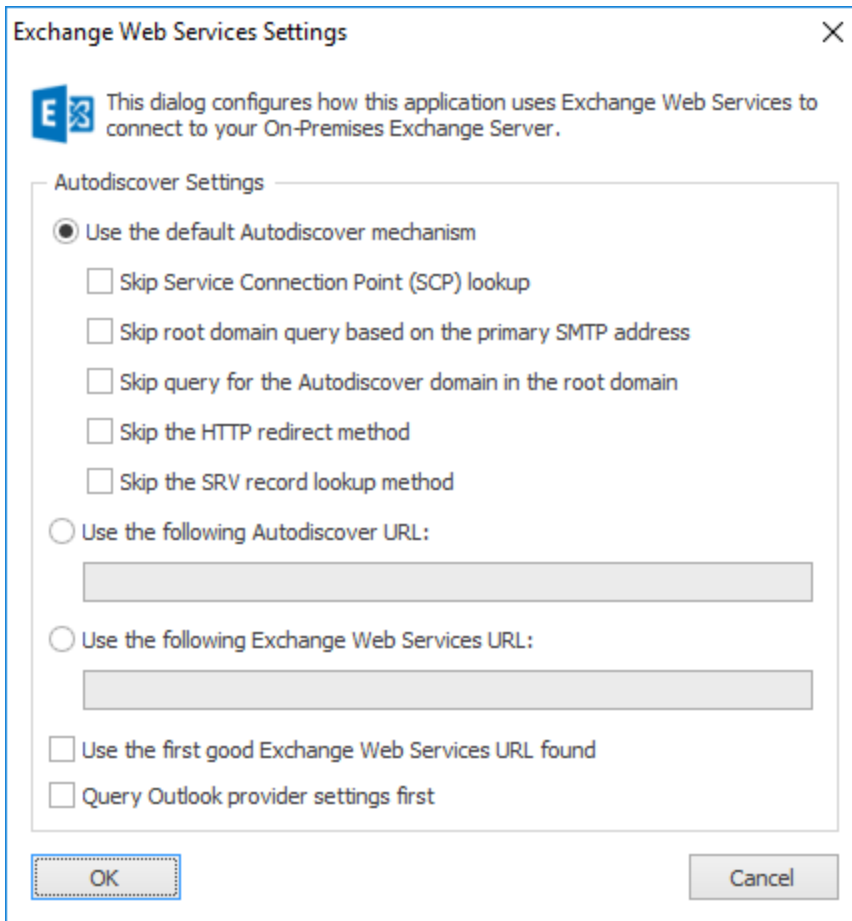 Exchange Web Services Settings
E
This dialog configures how this application uses Exchange Web Services to
connect to your On-Premises Exchange Server.
Autodiscover Settings
Use the default Autodiscover mechanism
Skip Service Connection Point (SCP) lookup
Skip root domain query based on the primary SMTP address
Skip query for the Autodiscover domain in the root domain
Skip the HTTP redirect method
Skip the SRV record lookup method
Use the following Autodiscover URL:
Use the following Exchange Web Services URL:
Use the first good Exchange Web Services URL found
Query Outlook provider settings first
OK
Cancel